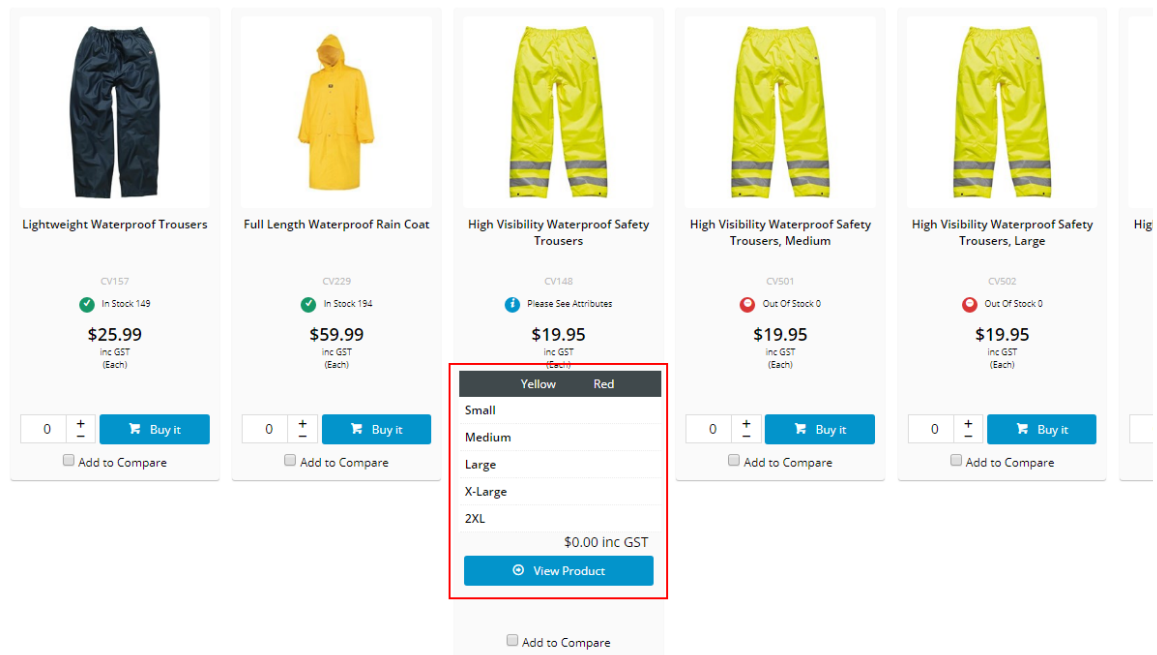 Lightweight Waterproof Trousers
CV157
In Stock 149
$25.99
inc GST
(Each)
0
+
−
Buy it
Add to Compare
Full Length Waterproof Rain Coat
CV229
In Stock 194
$59.99
inc GST
(Each)
0
+
−
Buy it
Add to Compare
High Visibility Waterproof Safety
Trousers
CV148
Please See Attributes
$19.95
inc GST
(Each)
Yellow Red
Small
Medium
Large
X-Large
2XL
$0.00 inc GST
View Product
Add to Compare
High Visibility Waterproof Safety
Trousers, Medium
CV501
Out Of Stock 0
$19.95
inc GST
(Each)
0
+
−
Buy it
Add to Compare
High Visibility Waterproof Safety
Trousers, Large
CV502
Out Of Stock 0
$19.95
inc GST
(Each)
0
+
−
Buy it
Add to Compare